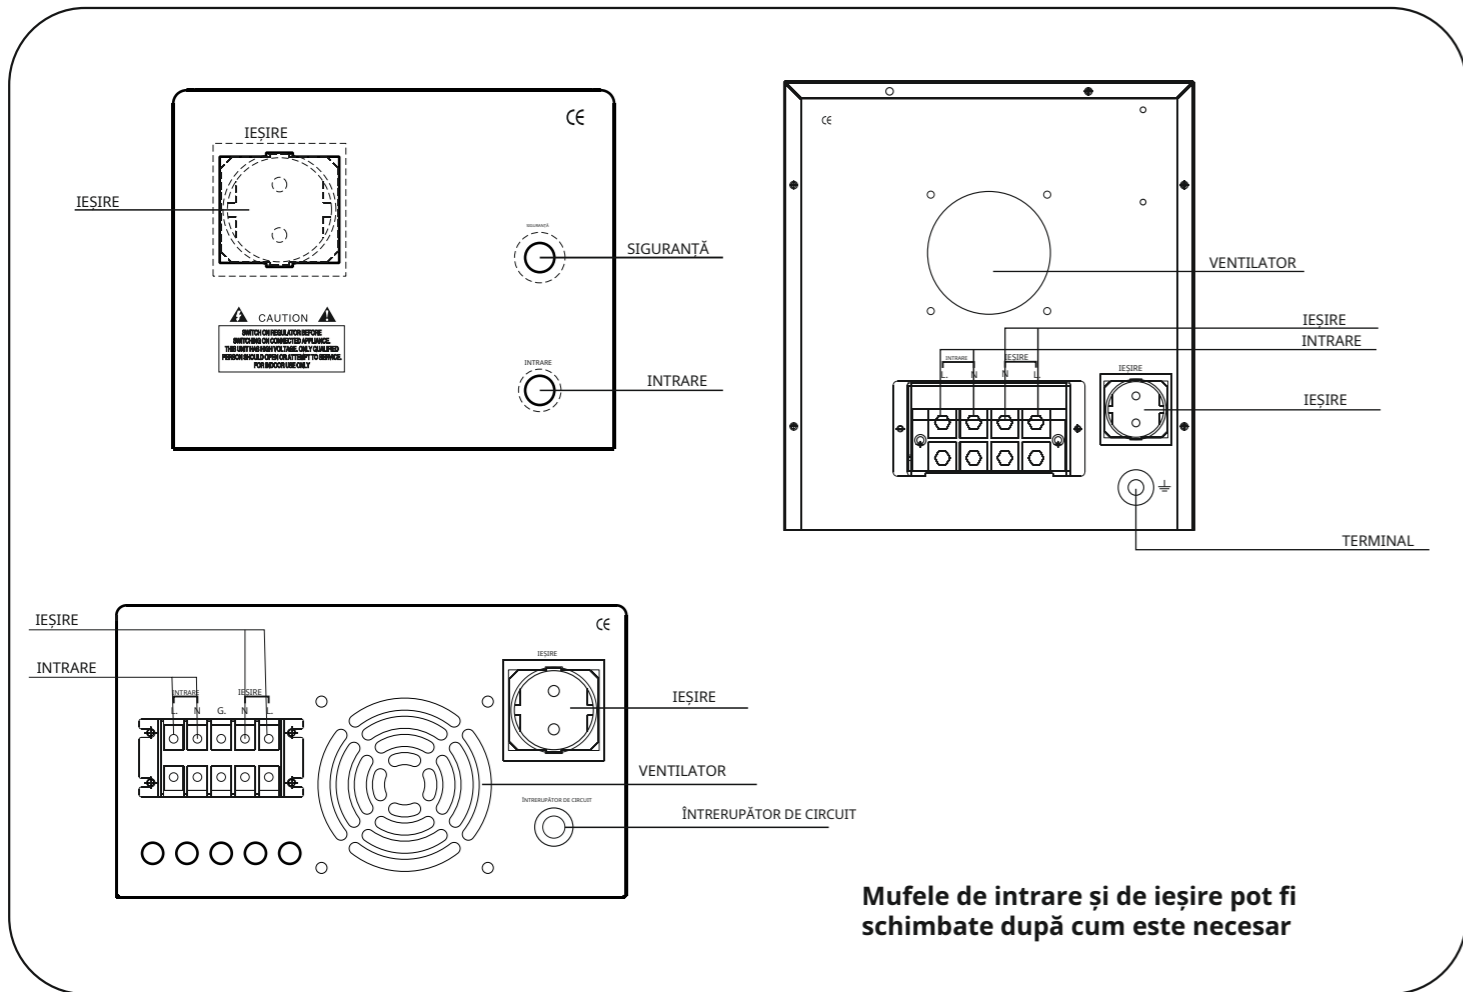 IEȘIRE
IEȘIRE
CE
SIGURANȚĂ
SIGURANȚĂ
CAUTION
SWITCH ON REGULATOR BEFORE
SWITCHING ON CONNECTED APPLIANCE.
THIS UNIT HAS HIGH VOLTAGE. ONLY QUALIFIED
PERSON SHOULD OPEN OR ATTEMPT TO SERVICE.
FOR INDOOR USE ONLY
INTRARE
INTRARE
CE
VENTILATOR
IEȘIRE
INTRARE
INTRARE IEȘIRE
L. N N L.
IEȘIRE
IEȘIRE
TERMINAL
IEȘIRE
INTRARE
INTRARE IEȘIRE
L. N G. N L.
CE
IEȘIRE
IEȘIRE
VENTILATOR
ÎNTRERUPĂTOR DE CIRCUIT
ÎNTRERUPĂTOR DE CIRCUIT
Mufele de intrare și de ieșire pot fi
schimbate după cum este necesar